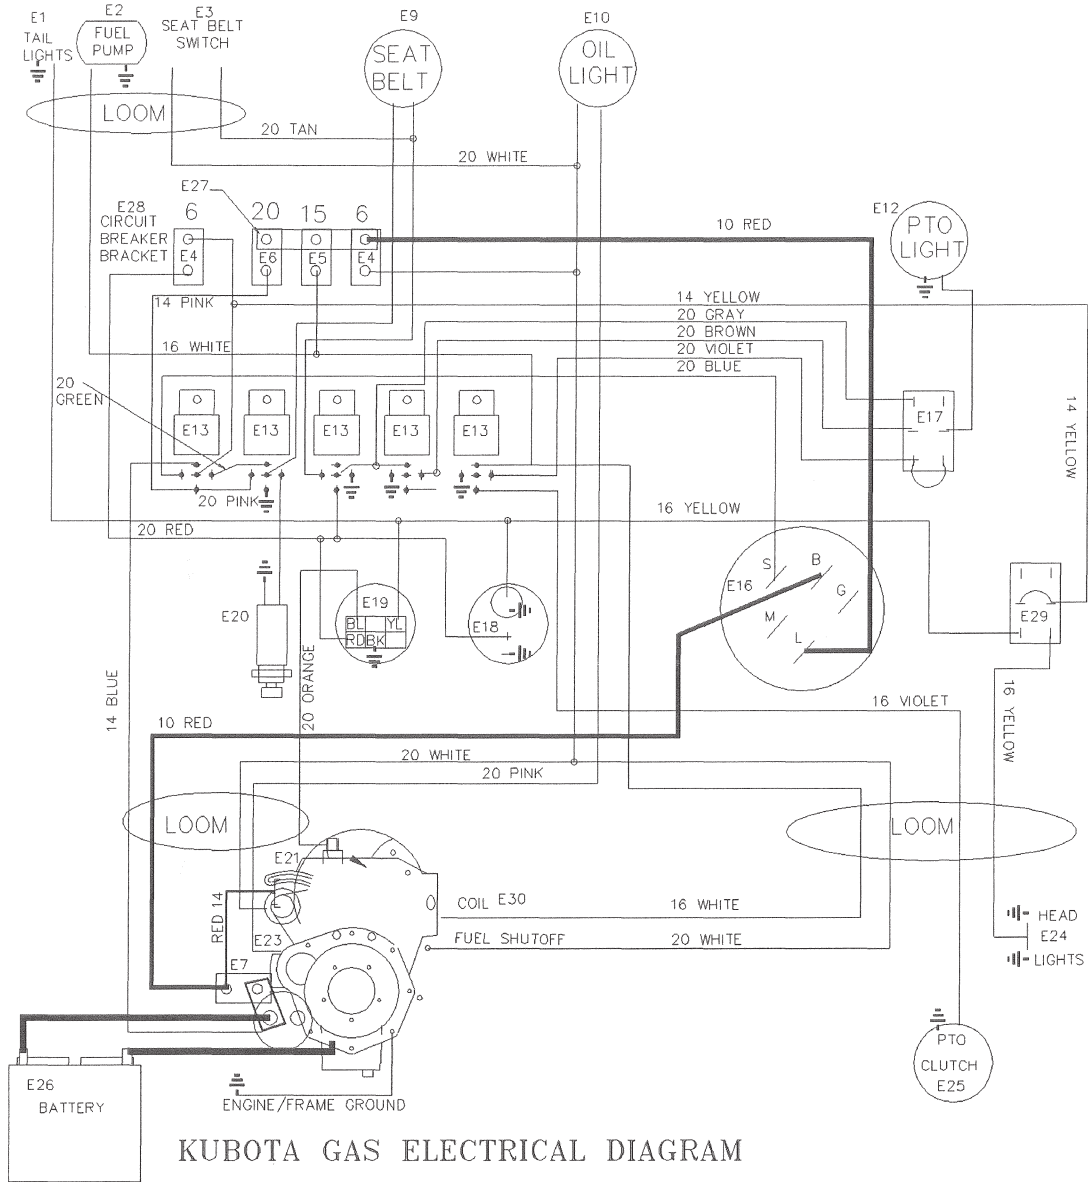 E1
TAIL
LIGHTS
E2
FUEL
PUMP
E3
SEAT BELT
SWITCH
E9
SEAT
BELT
E10
OIL
LIGHT
LOOM
20 TAN
20 WHITE
E27
E28
CIRCUIT
BREAKER
BRACKET
6
E4
20
E6
15
E5
6
E4
10 RED
E12
PTO
LIGHT
14 PINK
14 YELLOW
20 GRAY
20 BROWN
20 VIOLET
20 BLUE
16 WHITE
20
GREEN
E13
E13
E13
E13
E13
E17
14 YELLOW
20 PINK
16 YELLOW
20 RED
E20
E19
BL
YL
RD
BK
E18
E16
S
B
G
M
L
E29
14 BLUE
20 ORANGE
16 VIOLET
16 YELLOW
10 RED
20 WHITE
20 PINK
LOOM
LOOM
E21
RED 14
E23
E7
COIL E30
16 WHITE
FUEL SHUTOFF
20 WHITE
HEAD
E24
LIGHTS
PTO
CLUTCH
E25
E26
BATTERY
ENGINE/FRAME GROUND
KUBOTA GAS ELECTRICAL DIAGRAM